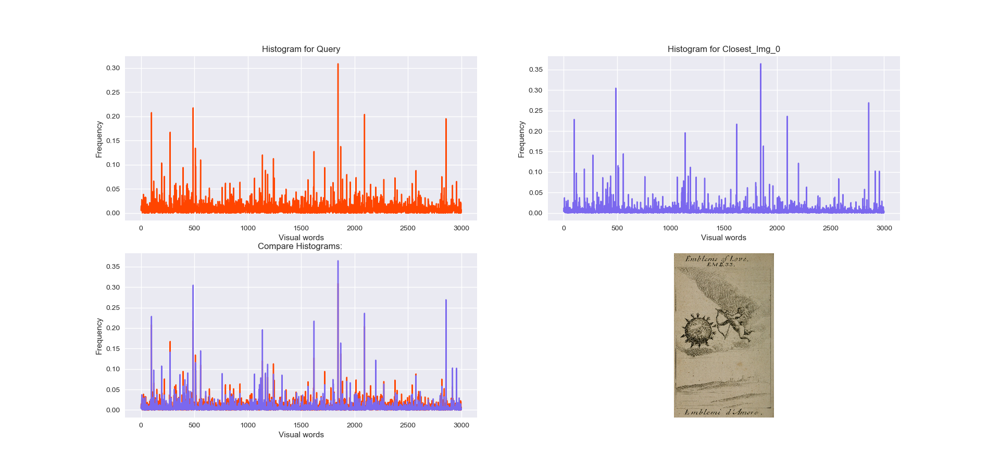 Histogram for Query
0.30
0.25
0.20
0.15
0.10
0.05
0.00
Frequency
0 500 1000 1500 2000 2500 3000
Visual words
Histogram for Closest_Img_0
0.35
0.30
0.25
0.20
0.15
0.10
0.05
0.00
Frequency
0 500 1000 1500 2000 2500 3000
Visual words
Compare Histograms:
0.35
0.30
0.25
0.20
0.15
0.10
0.05
0.00
Frequency
0 500 1000 1500 2000 2500 3000
Visual words
Emblems of Love.
EMB.33.
Emblemi d'Amore.